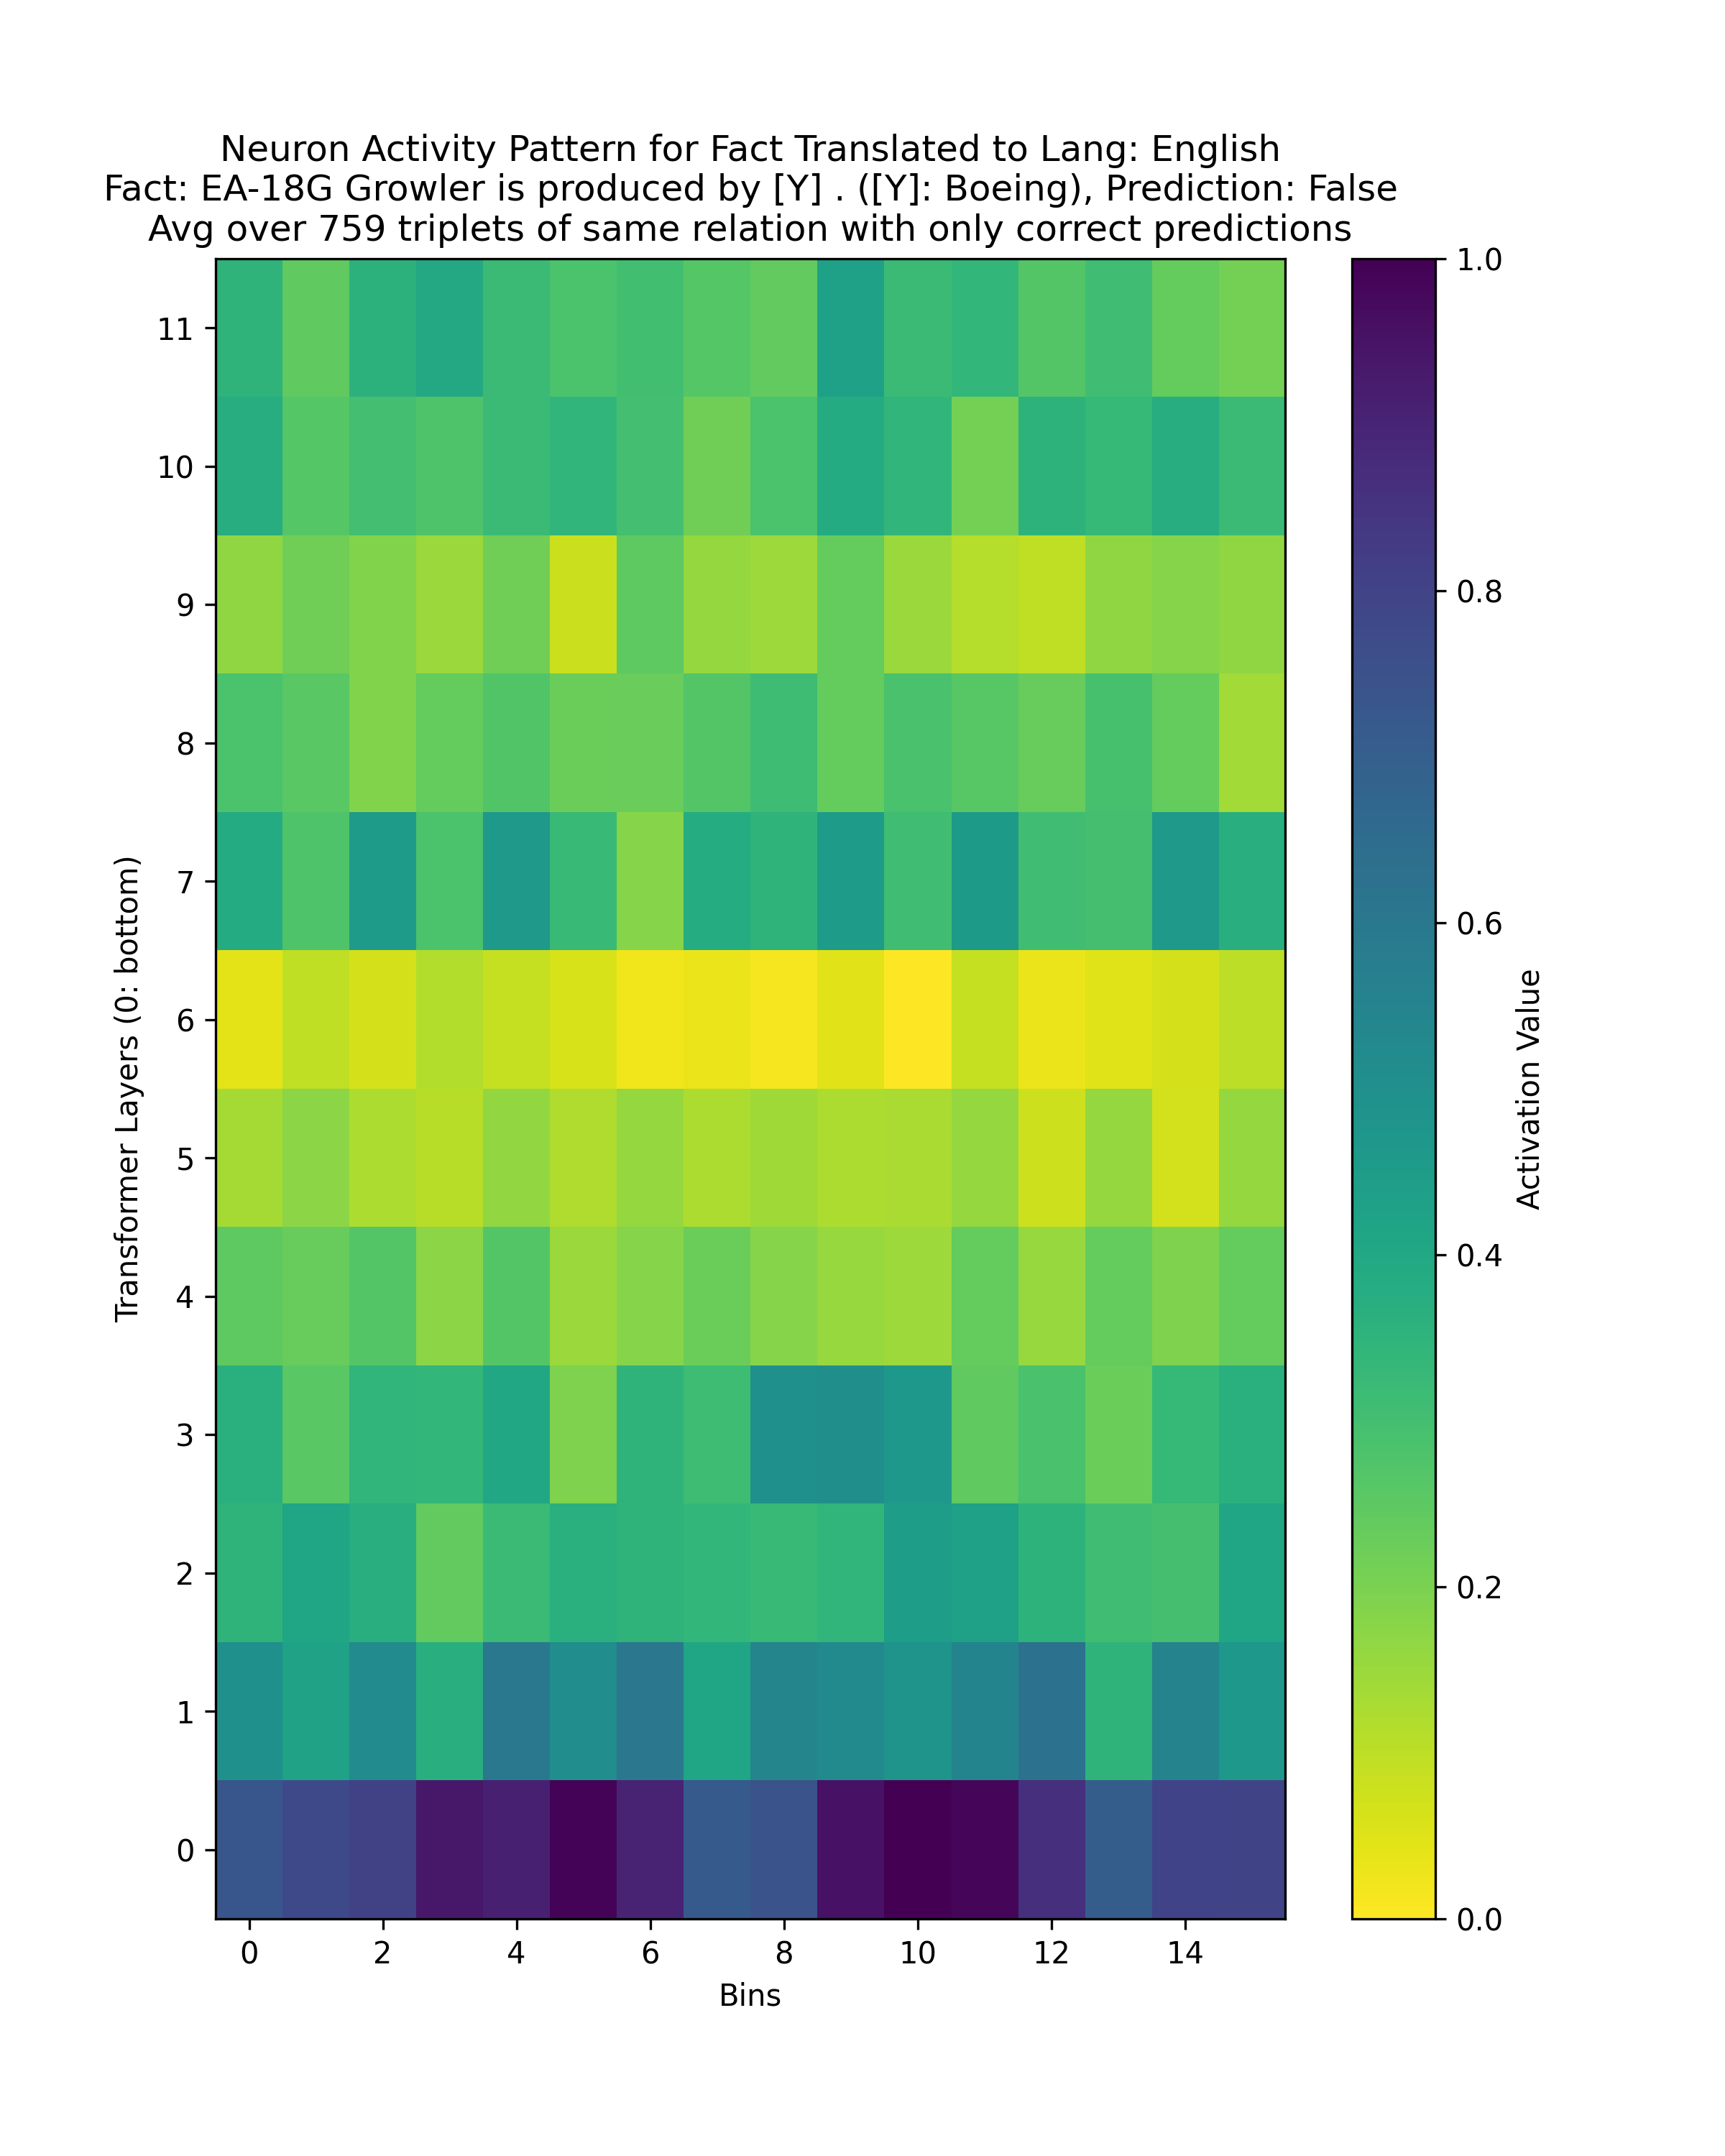 Neuron Activity Pattern for Fact Translated to Lang: English
Fact: EA-18G Growler is produced by [Y] . ([Y]: Boeing), Prediction: False
Avg over 759 triplets of same relation with only correct predictions
11
10
9
8
7
6
5
4
3
2
1
0
Transformer Layers (0: bottom)
0 2 4 6 8 10 12 14
Bins
1.0
0.8
0.6
0.4
0.2
0.0
Activation Value